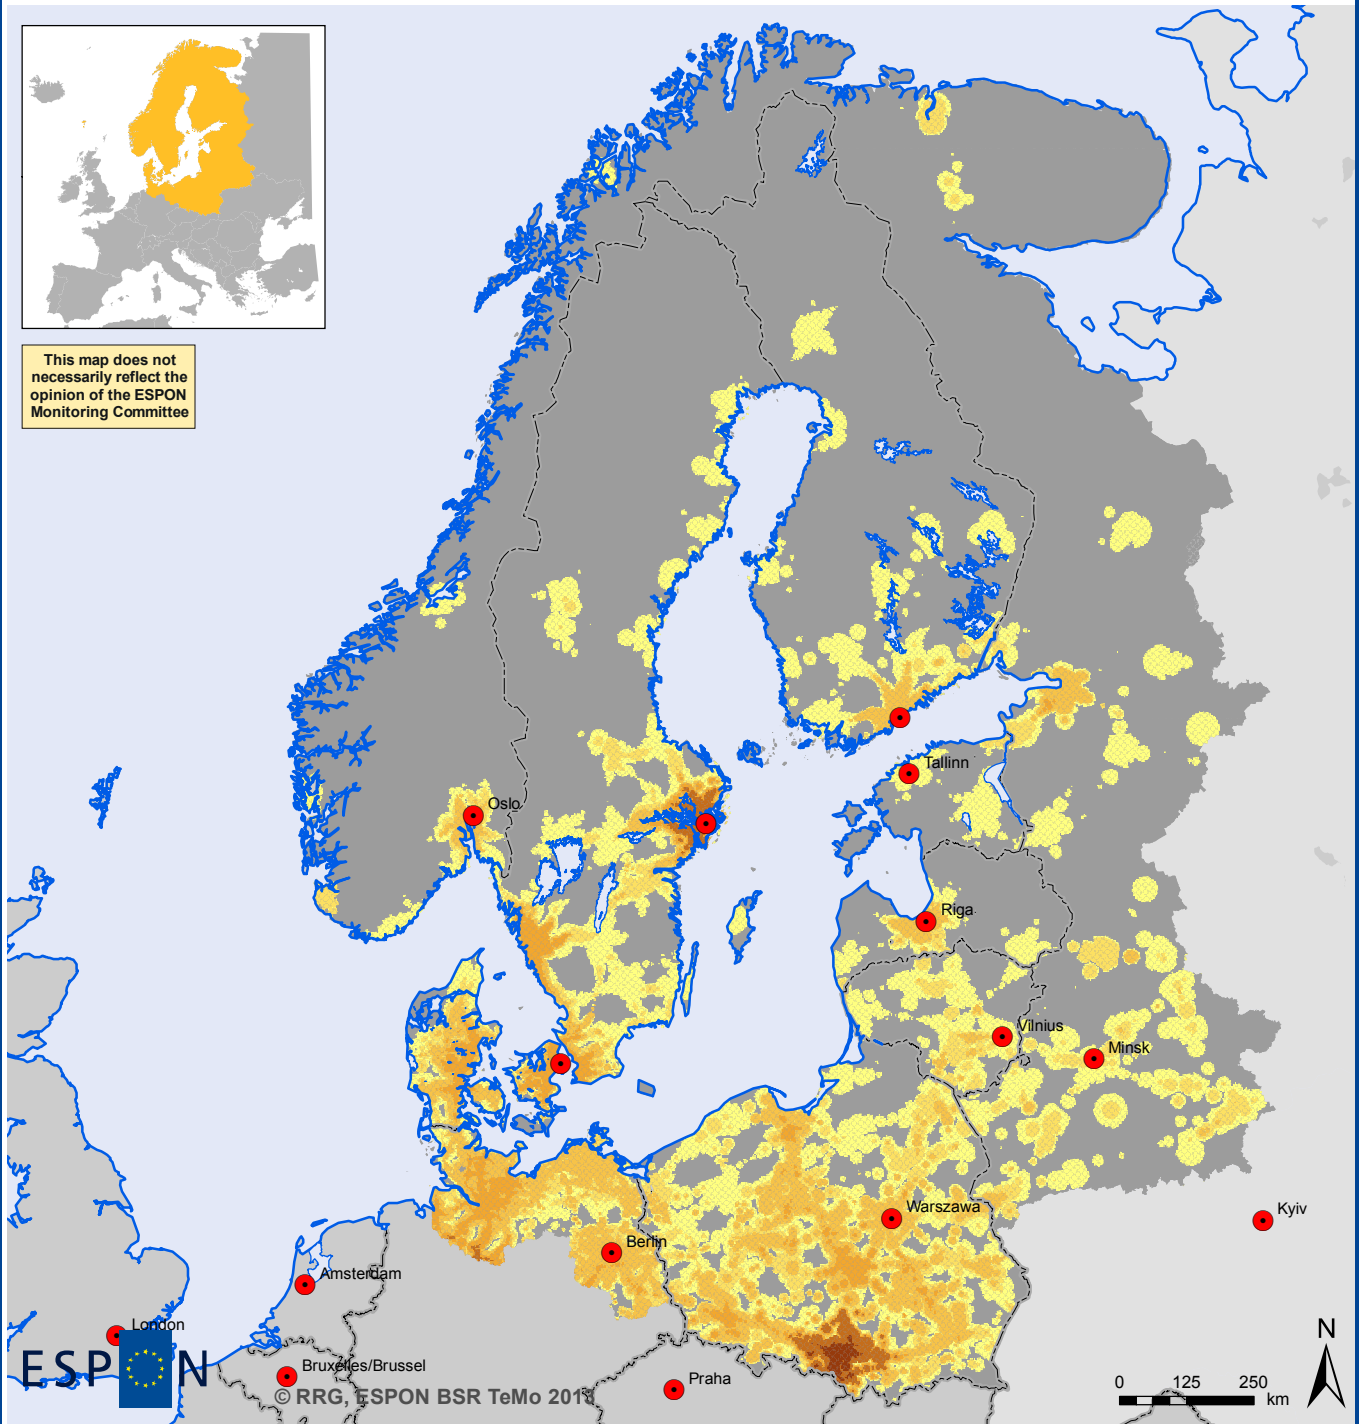 This map does not
necessarily reflect the
opinion of the ESPON
Monitoring Committee
Oslo
Tallinn
Riga
Vilnius
Minsk
Warszawa
Kyiv
Berlin
Amsterdam
London
Bruxelles/Brussel
Praha
ESPON
© RRG, ESPON BSR TeMo 2013
N
0 125 250
km